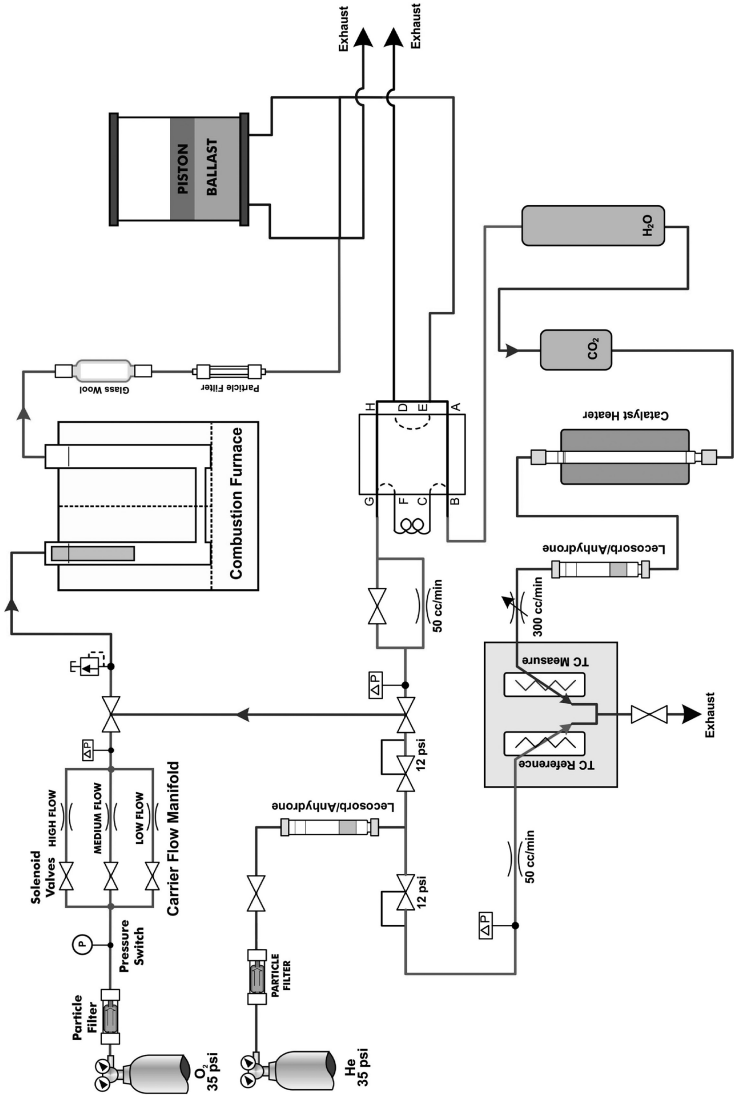 Exhaust
Exhaust
PISTON
BALLAST
H₂O
CO₂
Glass Wool
Particle Filter
Catalyst Heater
Combustion Furnace
H
D
E
A
G
F
C
B
Lecosorb/Anhydrone
50 cc/min
300 cc/min
TC Measure
TC Reference
Exhaust
ΔP
12 psi
ΔP
HIGH FLOW
MEDIUM FLOW
LOW FLOW
Solenoid
Valves
Carrier Flow Manifold
Lecosorb/Anhydrone
12 psi
50 cc/min
ΔP
P
Pressure
Switch
Particle
Filter
PARTICLE
FILTER
O₂
35 psi
He
35 psi